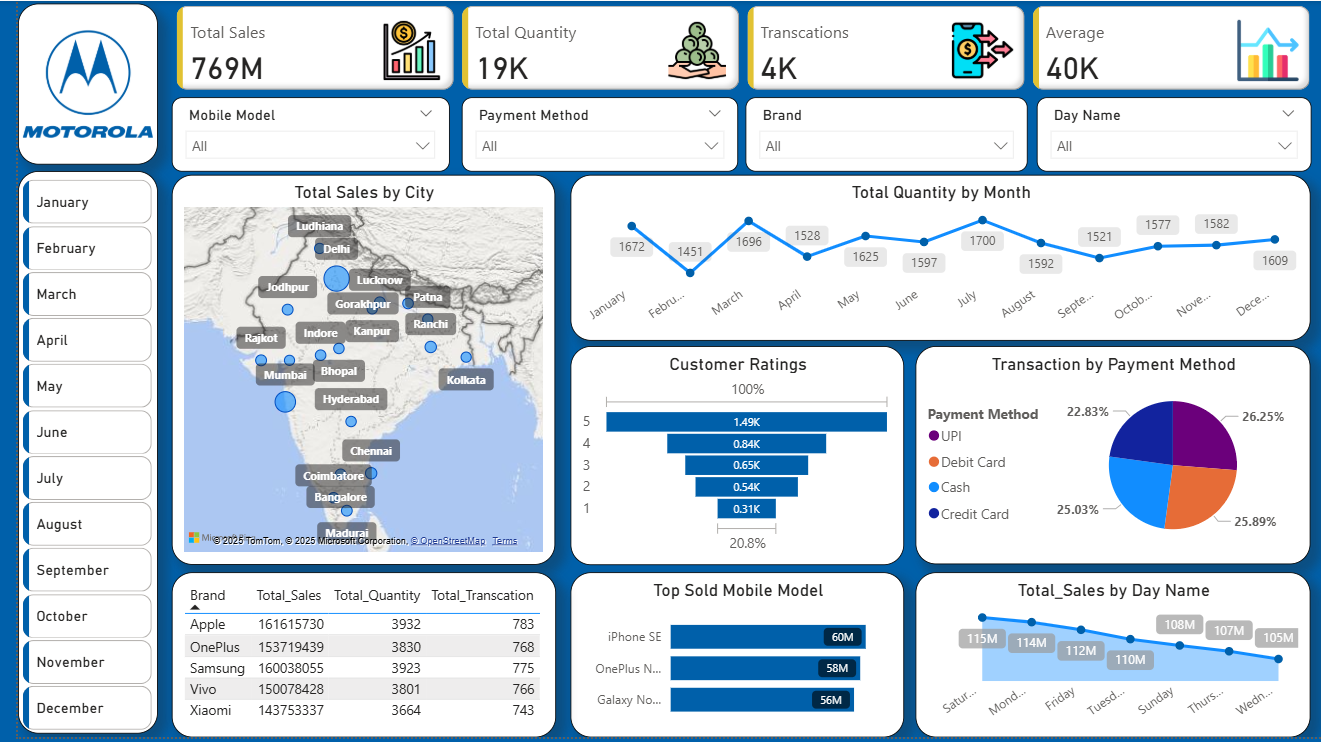 MOTOROLA
Total Sales
769M
Total Quantity
19K
Transcations
4K
Average
40K
Mobile Model
All
Payment Method
All
Brand
All
Day Name
All
January
February
March
April
May
June
July
August
September
October
November
December
Total Sales by City
Ludhiana
Delhi
Lucknow
Jodhpur
Gorakhpur
Patna
Ranchi
Rajkot
Indore
Kanpur
Mumbai
Bhopal
Kolkata
Hyderabad
Chennai
Coimbatore
Bangalore
Madurai
© 2025 TomTom, © 2025 Microsoft Corporation, © OpenStreetMap Terms
Total Quantity by Month
1672
1451
1696
1528
1625
1597
1700
1592
1521
1577
1582
1609
January
Febru...
March
April
May
June
July
August
Septe...
Octob...
Nove...
Dece...
Customer Ratings
100%
5 1.49K
4 0.84K
3 0.65K
2 0.54K
1 0.31K
20.8%
Transaction by Payment Method
Payment Method
UPI
Debit Card
Cash
Credit Card
22.83%
26.25%
25.03%
25.89%
Brand Total_Sales Total_Quantity Total_Transcation
Apple 161615730 3932 783
OnePlus 153719439 3830 768
Samsung 160038055 3923 775
Vivo 150078428 3801 766
Xiaomi 143753337 3664 743
Top Sold Mobile Model
iPhone SE 60M
OnePlus N... 58M
Galaxy No... 56M
Total_Sales by Day Name
115M
114M
112M
110M
108M
107M
105M
Satur...
Mond...
Friday
Tuesd...
Sunday
Thurs...
Wedn...